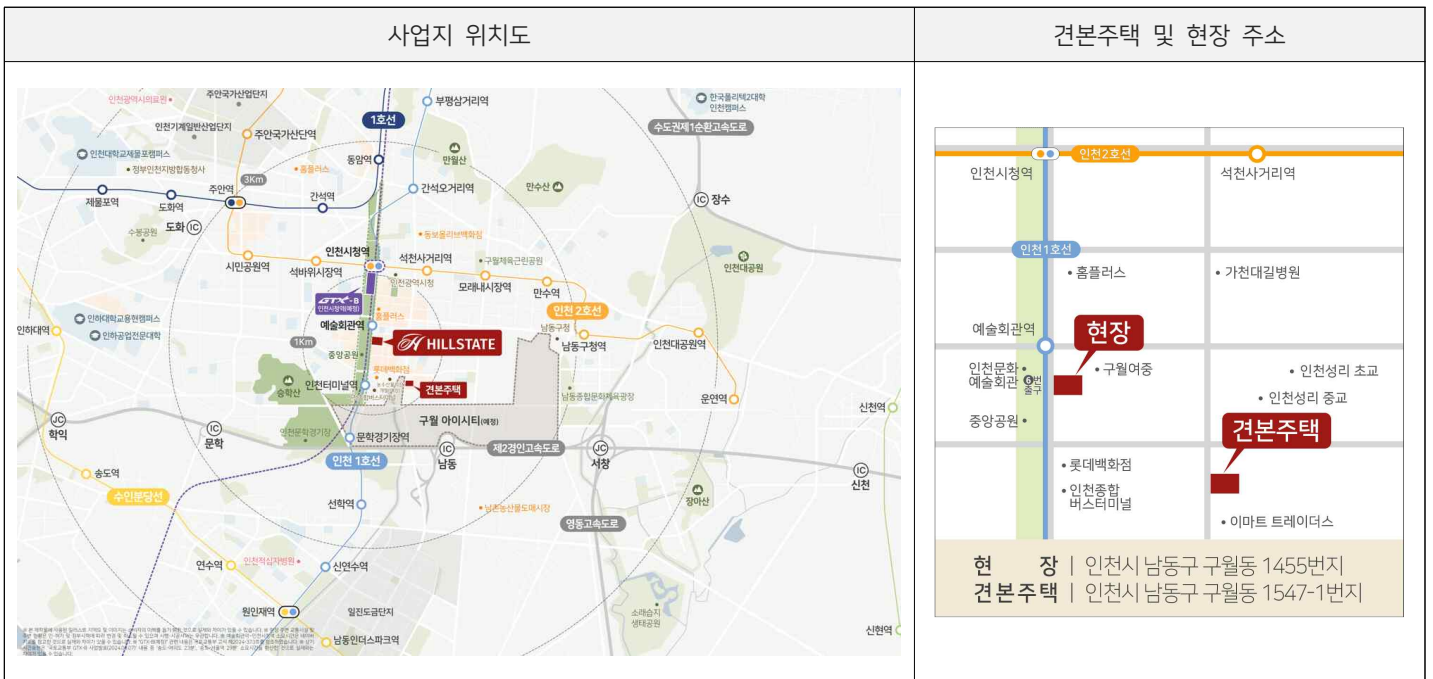 사업지 위치도
견본주택 및 현장 주소
인천광역시의료원
주안국가산업단지
부평삼거리역
한국폴리텍2대학
인천캠퍼스
1호선
수도권제1순환고속도로
인천기계일반산업단지
주안국가산단역
인천대학교제물포캠퍼스
정부인천지방합동청사
동암역
만월산
홈플러스
3Km
주안역
간석역
간석오거리역
만수산
IC 장수
제물포역
도화역
도화 IC
수봉공원
동보올리브백화점
인천시청역
시민공원역
석바위시장역
석천사거리역
구월체육근린공원
인천광역시청
모래내시장역
만수역
인천대공원
GTX-B
인천시청역(예정)
인천 2호선
인하대학교용현캠퍼스
인하공업전문대학
인하대역
홈플러스
예술회관역
HILLSTATE
1Km
중앙공원
남동구청
남동구청역
인천대공원역
롯데백화점
인천터미널역
견본주택
승학산
남동종합문화체육광장
운연역
신천역
구월 아이시티(예정)
JC
학익
IC
문학
인천문학경기장
문학경기장역
IC
남동
제2경인고속도로
JC
서창
IC
신천
인천 1호선
송도역
수인분당선
선학역
남촌농산물도매시장
영동고속도로
장아산
연수역
인천적십자병원
신연수역
원인재역
일진도금단지
소래습지
생태공원
남동인더스파크역
신현역
인천2호선
인천시청역
석천사거리역
인천1호선
홈플러스
가천대길병원
예술회관역
현장
인천문화
예술회관
6번
출구
구월여중
인천성리 초교
인천성리 중교
중앙공원
견본주택
롯데백화점
인천종합
버스터미널
이마트 트레이더스
현 장 | 인천시 남동구 구월동 1455번지
견본주택 | 인천시 남동구 구월동 1547-1번지